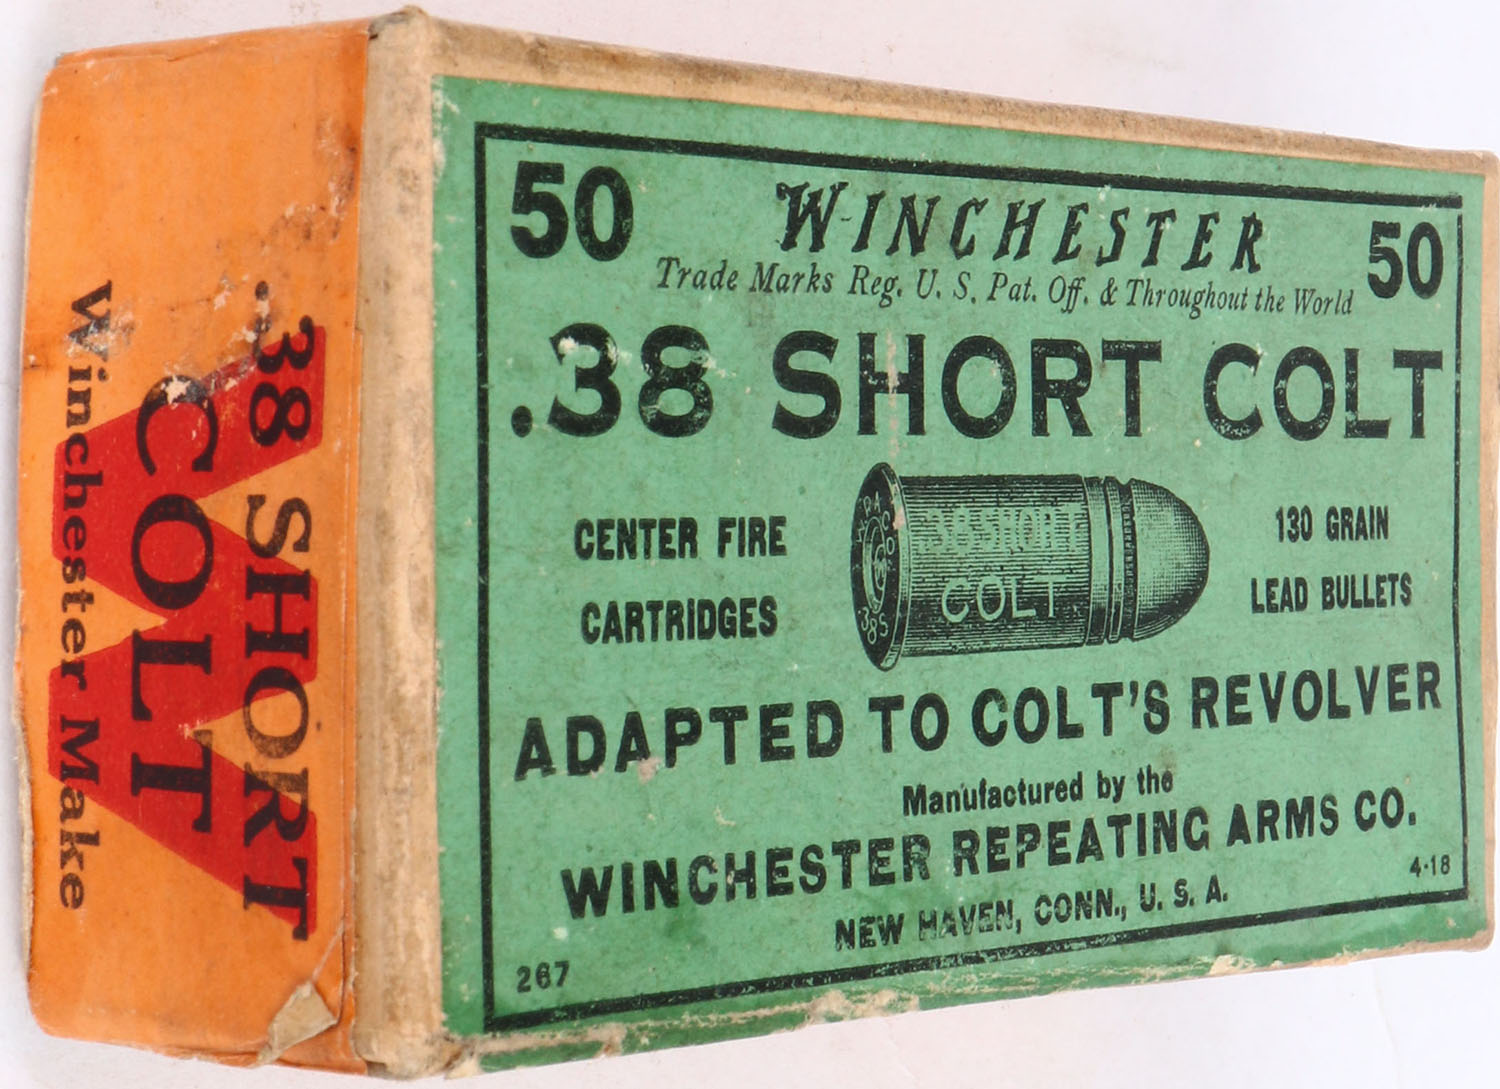 .38 SHORT
COLT
Winchester Make
50 WINCHESTER 50
Trade Marks Reg. U. S. Pat. Off. & Throughout the World
.38 SHORT COLT
CENTER FIRE
CARTRIDGES
W.R.A.CO.
38 S
.38 SHORT
COLT
130 GRAIN
LEAD BULLETS
ADAPTED TO COLT'S REVOLVER
Manufactured by the
WINCHESTER REPEATING ARMS CO.
NEW HAVEN, CONN., U. S. A.
4-18
267